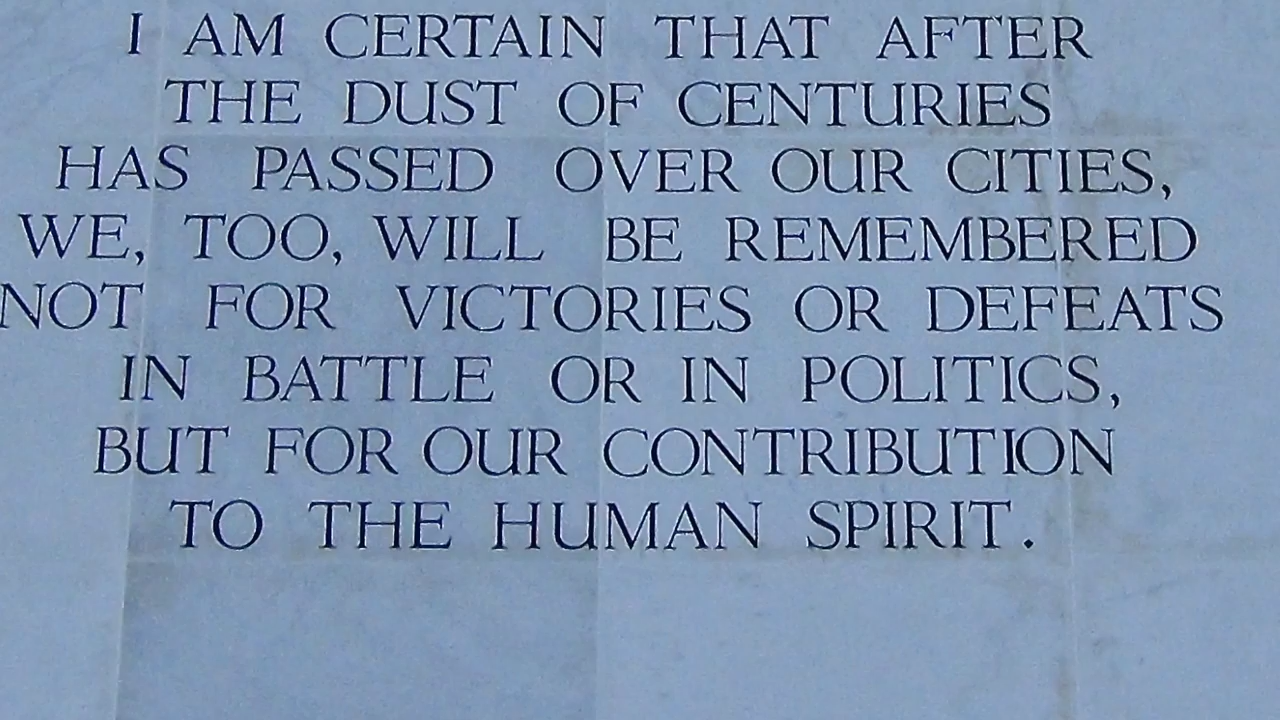 I AM CERTAIN THAT AFTER
THE DUST OF CENTURIES
HAS PASSED OVER OUR CITIES,
WE, TOO, WILL BE REMEMBERED
NOT FOR VICTORIES OR DEFEATS
IN BATTLE OR IN POLITICS,
BUT FOR OUR CONTRIBUTION
TO THE HUMAN SPIRIT.